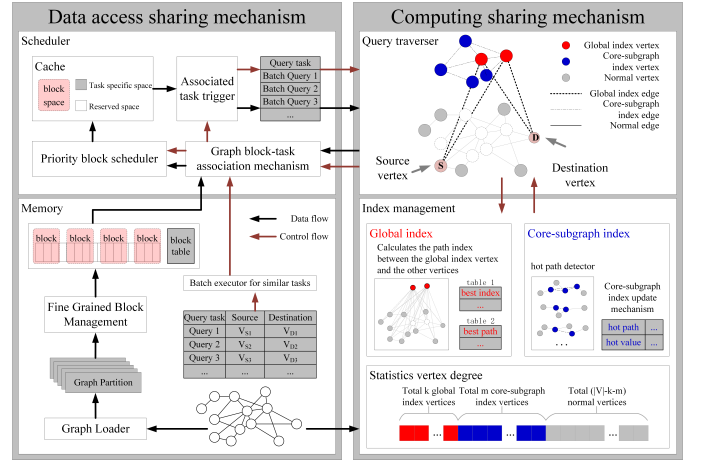 Data access sharing mechanism
Scheduler
Cache
block
space
Task specific space
Reserved space
Associated
task trigger
Query task
Batch Query 1
Batch Query 2
Batch Query 3
...
Priority block scheduler
Graph block-task
association mechanism
Memory
block
block
block
block
block
table
Data flow
Control flow
Batch executor for similar tasks
Fine Grained Block
Management
Query task Source Destination
Query 1 VS1 VD1
Query 2 VS2 VD2
Query 3 VS3 VD3
... ... ...
Graph Partition
Graph Loader
Computing sharing mechanism
Query traverser
Global index vertex
Core-subgraph
index vertex
Normal vertex
Global index edge
Core-subgraph
index edge
Normal edge
D
S
Source
vertex
Destination
vertex
Index management
Global index
Calculates the path index
between the global index vertex
and the other vertices
table 1
best index
...
table 2
best path
...
Core-subgraph index
hot path detector
Core-subgraph
index update
mechanism
hot path ...
hot value ...
...
Statistics vertex degree
Total k global
index vertices
Total m core-subgraph
index vertices
Total (|V|-k-m)
normal vertices
... ... ...